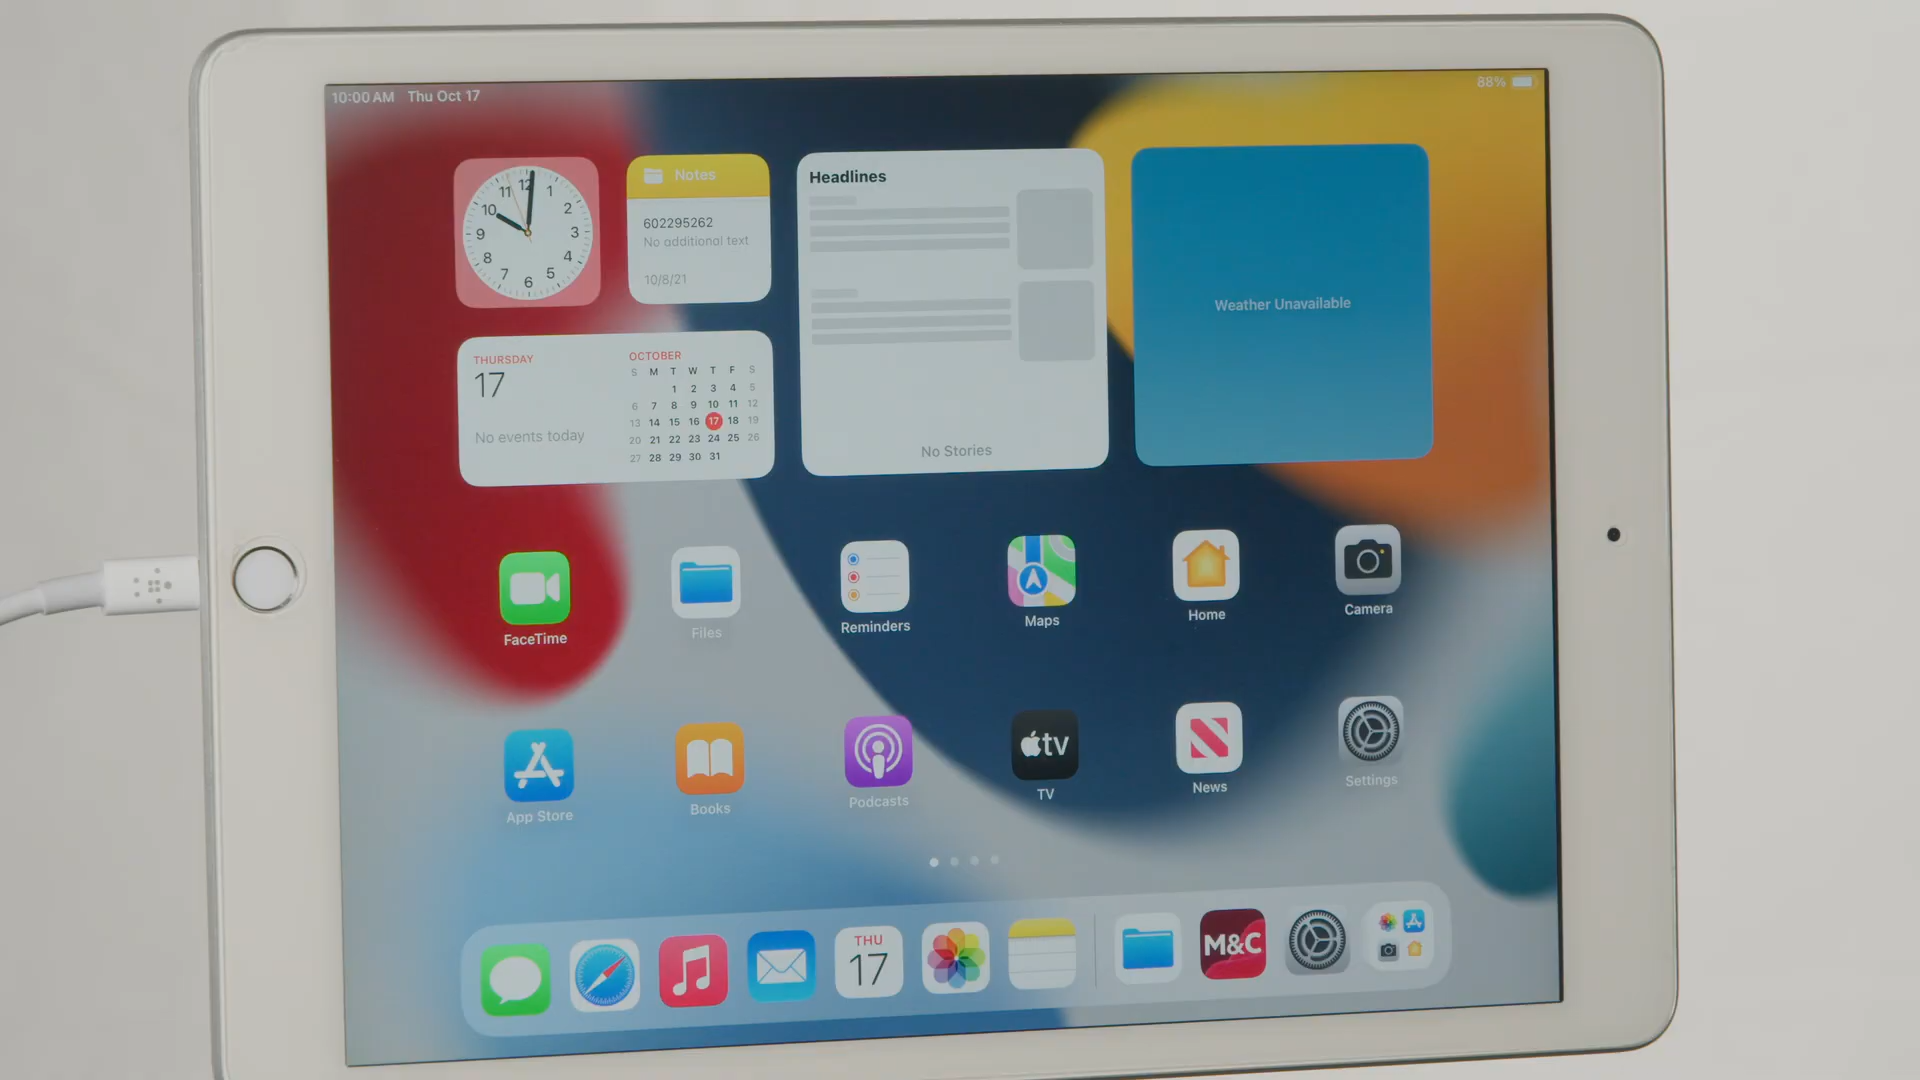 10:00 AM Thu Oct 17
88%
12
1
2
3
4
5
6
7
8
9
10
11
Notes
602295262
No additional text
10/8/21
Headlines
No Stories
Weather Unavailable
THURSDAY
17
No events today
OCTOBER
S M T W T F S
1 2 3 4 5
6 7 8 9 10 11 12
13 14 15 16 17 18 19
20 21 22 23 24 25 26
27 28 29 30 31
FaceTime
Files
Reminders
Maps
Home
Camera
tv
App Store
Books
Podcasts
TV
News
Settings
THU
17
M&C